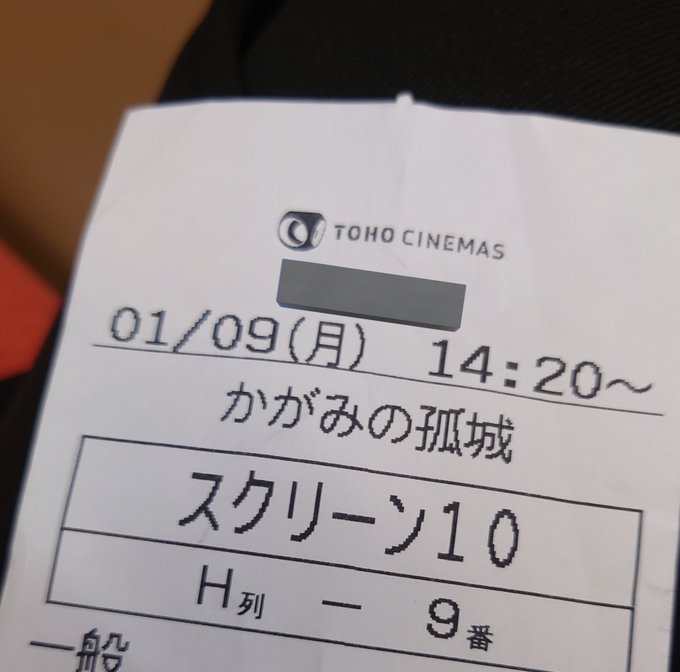 TOHO CINEMAS
01/09(月) 14:20～
かがみの孤城
スクリーン10
H列 － 9番
一般